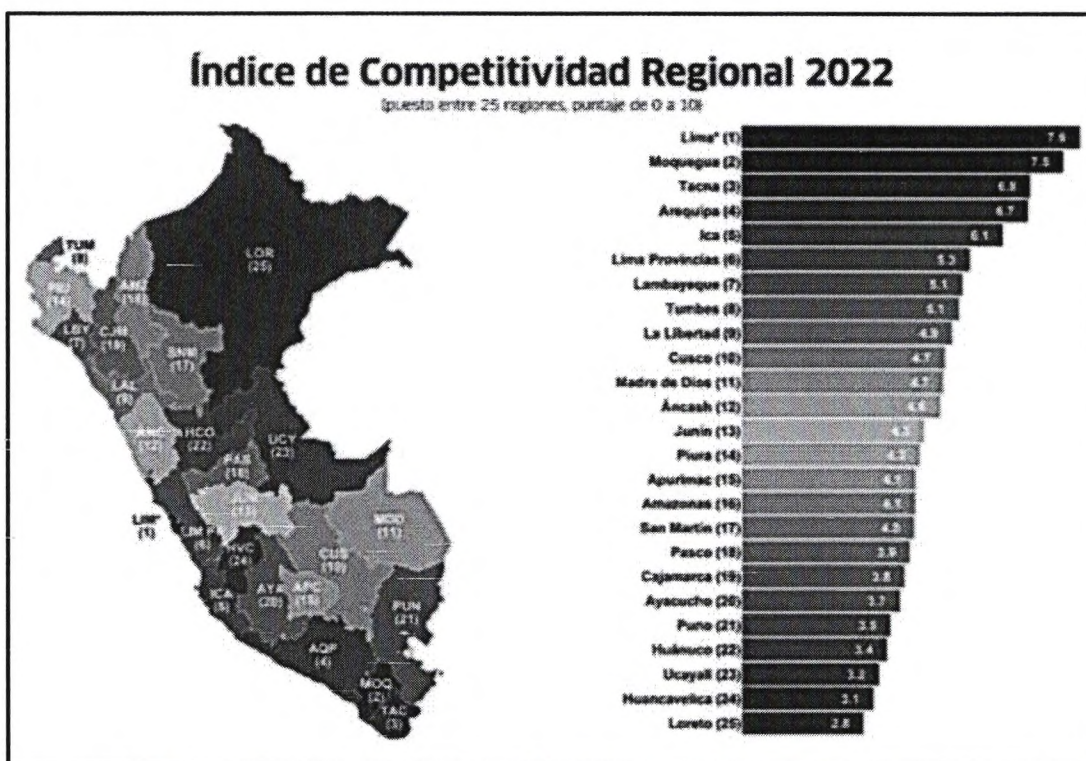 Índice de Competitividad Regional 2022
(puesto entre 25 regiones, puntaje de 0 a 10)
TUM
(8)
LOR
(25)
PIU
(14)
AMS
(16)
LBY
(7)
CJM
(19)
SNM
(17)
LAL
(9)
ANC
(12)
HCO
(22)
UCY
(23)
PAS
(18)
JUN
(13)
LIM*
(1)
LIM P.
(6)
HVC
(24)
MDD
(11)
CUS
(10)
ICA
(5)
AYA
(20)
APC
(15)
PUN
(21)
AQP
(4)
MOQ
(2)
TAC
(3)
Lima* (1)
Moquegua (2) 7.5
Tacna (3) 6.8
Arequipa (4) 6.7
Ica (5) 6.1
Lima Provincias (6) 5.3
Lambayeque (7) 5.1
Tumbes (8) 5.1
La Libertad (9) 4.9
Cusco (10) 4.7
Madre de Dios (11) 4.7
Áncash (12) 4.6
Junín (13)
Piura (14)
Apurímac (15) 4.1
Amazonas (16) 4.1
San Martín (17) 4.0
Pasco (18) 3.9
Cajamarca (19) 3.8
Ayacucho (20) 3.7
Puno (21) 3.5
Huánuco (22) 3.4
Ucayali (23) 3.2
Huancavelica (24) 3.1
Loreto (25) 2.8